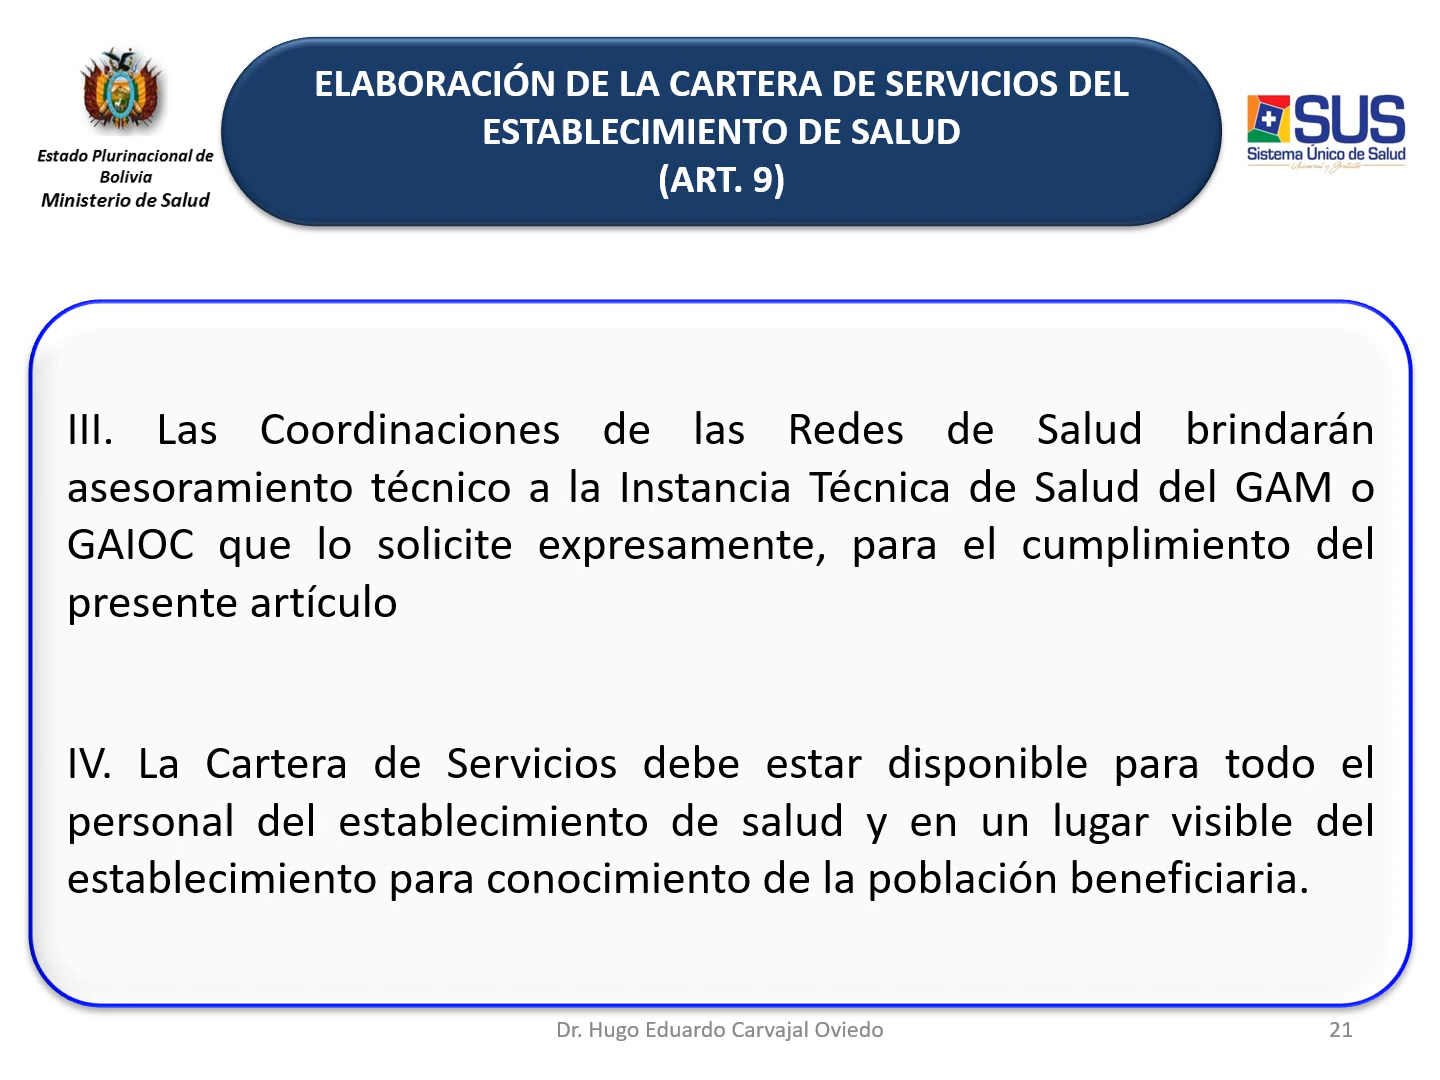 Estado Plurinacional de
Bolivia
Ministerio de Salud
ELABORACIÓN DE LA CARTERA DE SERVICIOS DEL
ESTABLECIMIENTO DE SALUD
(ART. 9)
SUS
Sistema Único de Salud
Universal y Gratuito
III. Las Coordinaciones de las Redes de Salud brindarán
asesoramiento técnico a la Instancia Técnica de Salud del GAM o
GAIOC que lo solicite expresamente, para el cumplimiento del
presente artículo
IV. La Cartera de Servicios debe estar disponible para todo el
personal del establecimiento de salud y en un lugar visible del
establecimiento para conocimiento de la población beneficiaria.
Dr. Hugo Eduardo Carvajal Oviedo
21